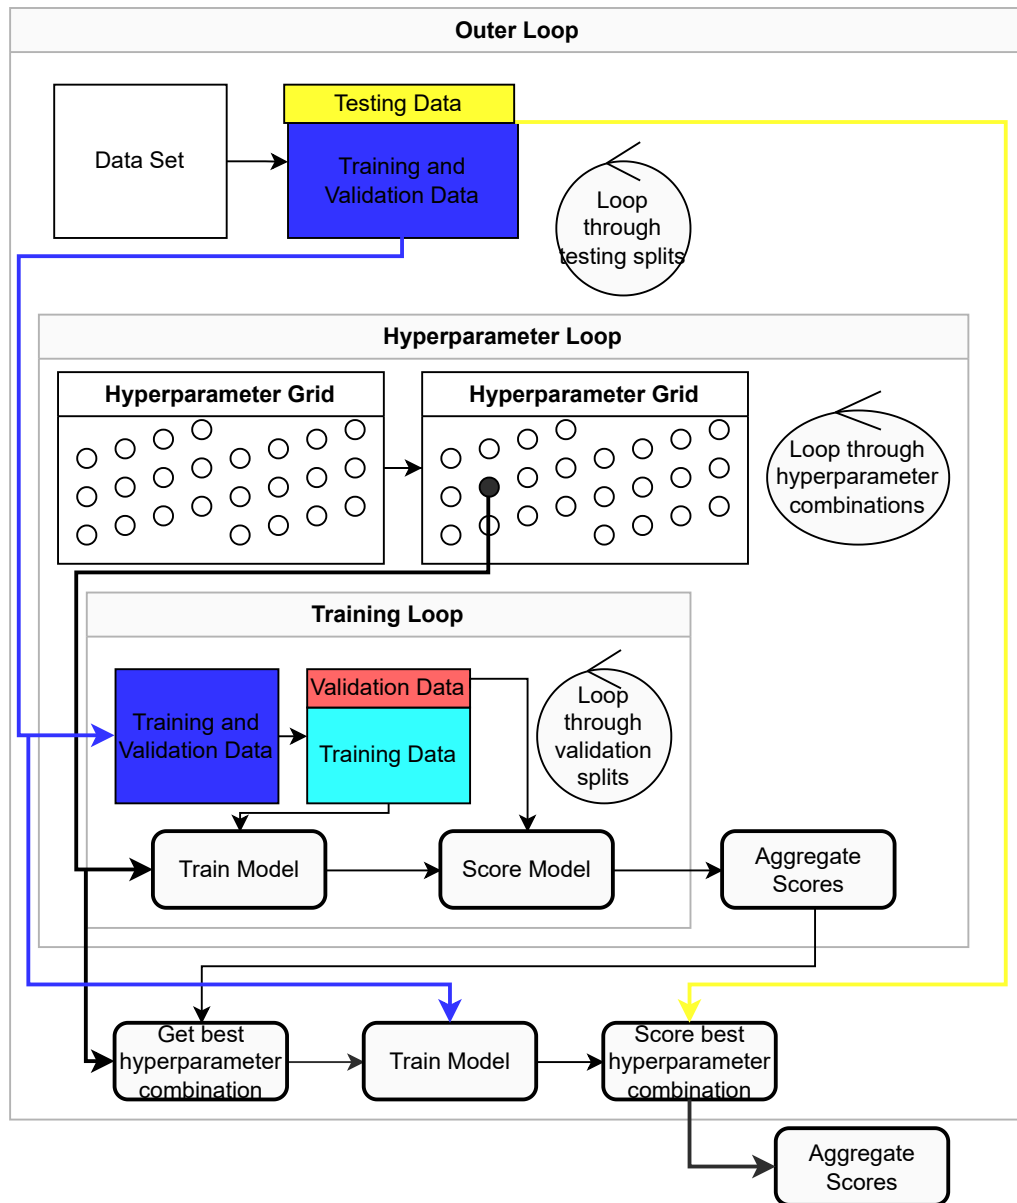 Outer Loop
Data Set
Testing Data
Training and
Validation Data
Loop
through
testing splits
Hyperparameter Loop
Hyperparameter Grid
Hyperparameter Grid
Loop through
hyperparameter
combinations
Training Loop
Training and
Validation Data
Validation Data
Training Data
Loop
through
validation
splits
Train Model
Score Model
Aggregate
Scores
Get best
hyperparameter
combination
Train Model
Score best
hyperparameter
combination
Aggregate
Scores